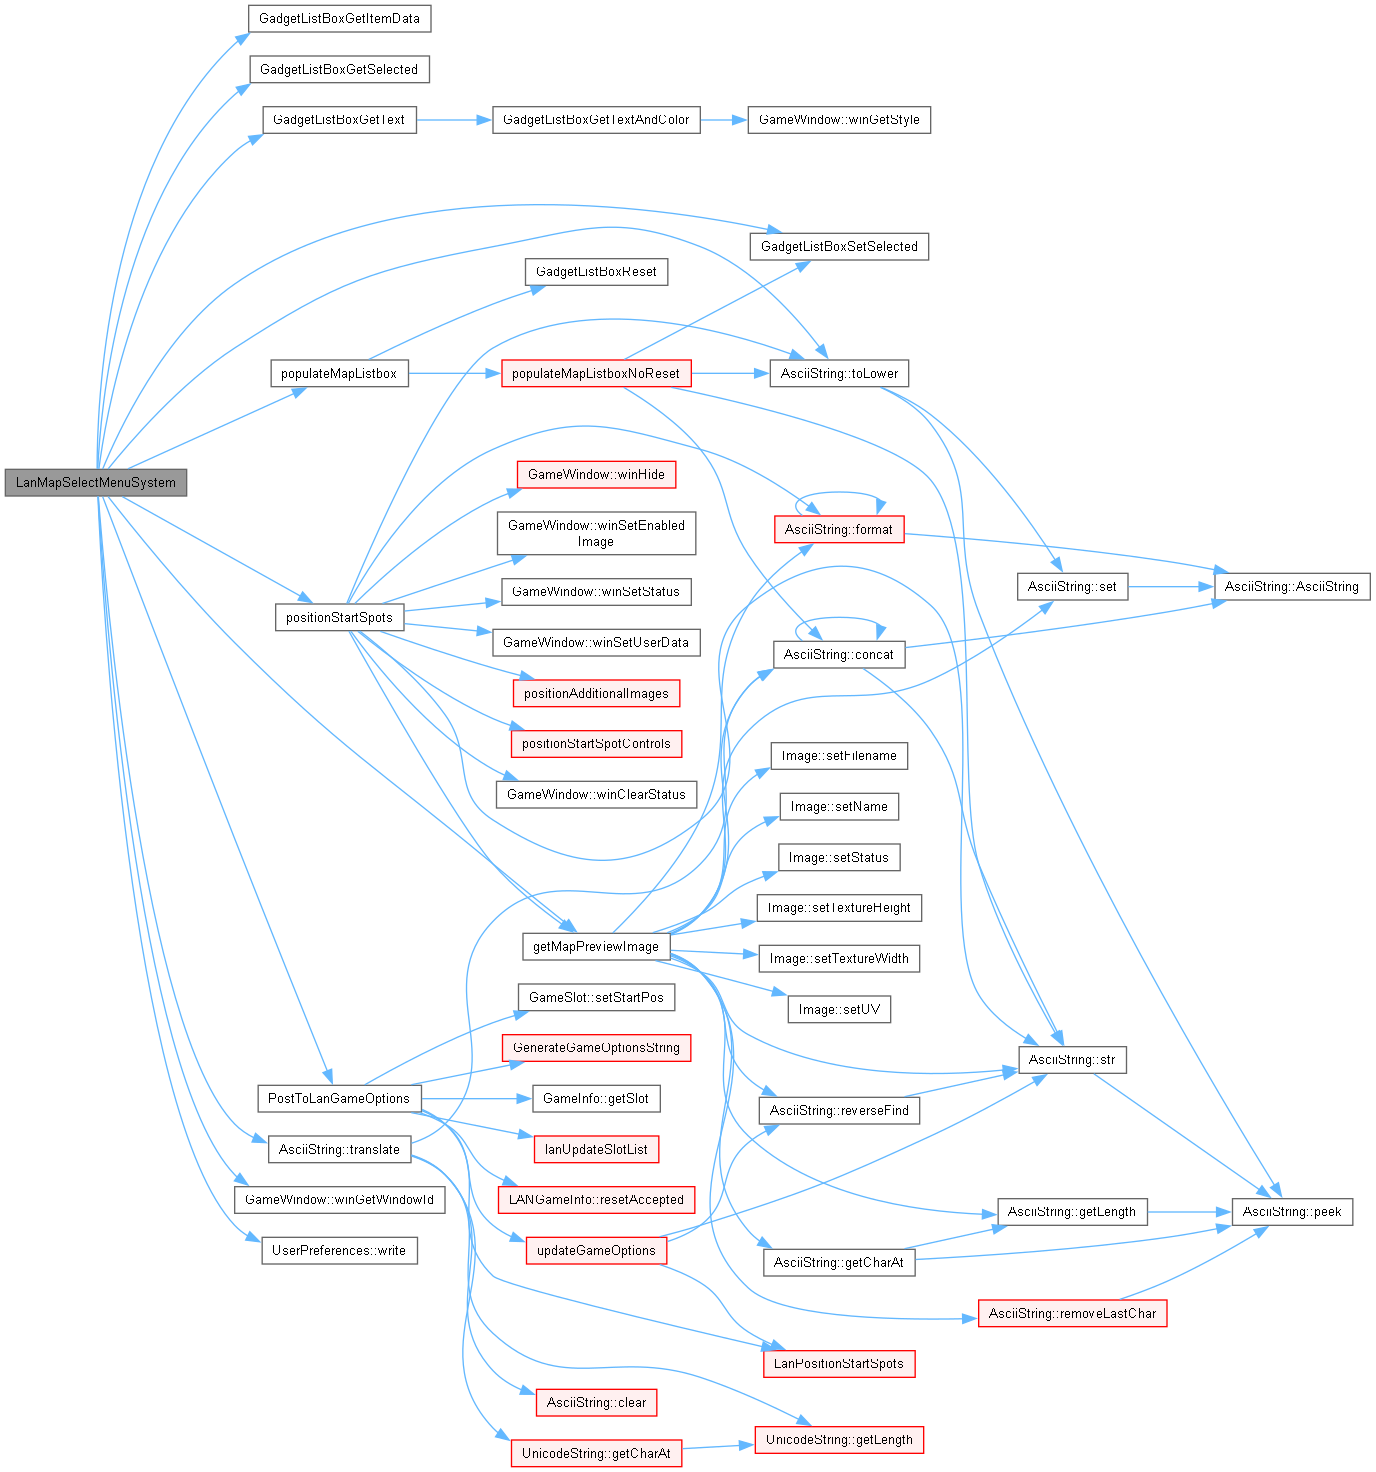 GadgetListBoxGetItemData
GadgetListBoxGetSelected
GadgetListBoxGetText
GadgetListBoxGetTextAndColor
GameWindow::winGetStyle
GadgetListBoxSetSelected
GadgetListBoxReset
populateMapListbox
populateMapListboxNoReset
AsciiString::toLower
LanMapSelectMenuSystem
GameWindow::winHide
GameWindow::winSetEnabled
Image
AsciiString::format
GameWindow::winSetStatus
AsciiString::set
AsciiString::AsciiString
positionStartSpots
GameWindow::winSetUserData
AsciiString::concat
positionAdditionalImages
positionStartSpotControls
Image::setFilename
GameWindow::winClearStatus
Image::setName
Image::setStatus
Image::setTextureHeight
getMapPreviewImage
Image::setTextureWidth
GameSlot::setStartPos
Image::setUV
GenerateGameOptionsString
AsciiString::str
PostToLanGameOptions
GameInfo::getSlot
AsciiString::reverseFind
AsciiString::translate
lanUpdateSlotList
GameWindow::winGetWindowId
LANGameInfo::resetAccepted
AsciiString::getLength
AsciiString::peek
UserPreferences::write
updateGameOptions
AsciiString::getCharAt
AsciiString::removeLastChar
LanPositionStartSpots
AsciiString::clear
UnicodeString::getCharAt
UnicodeString::getLength